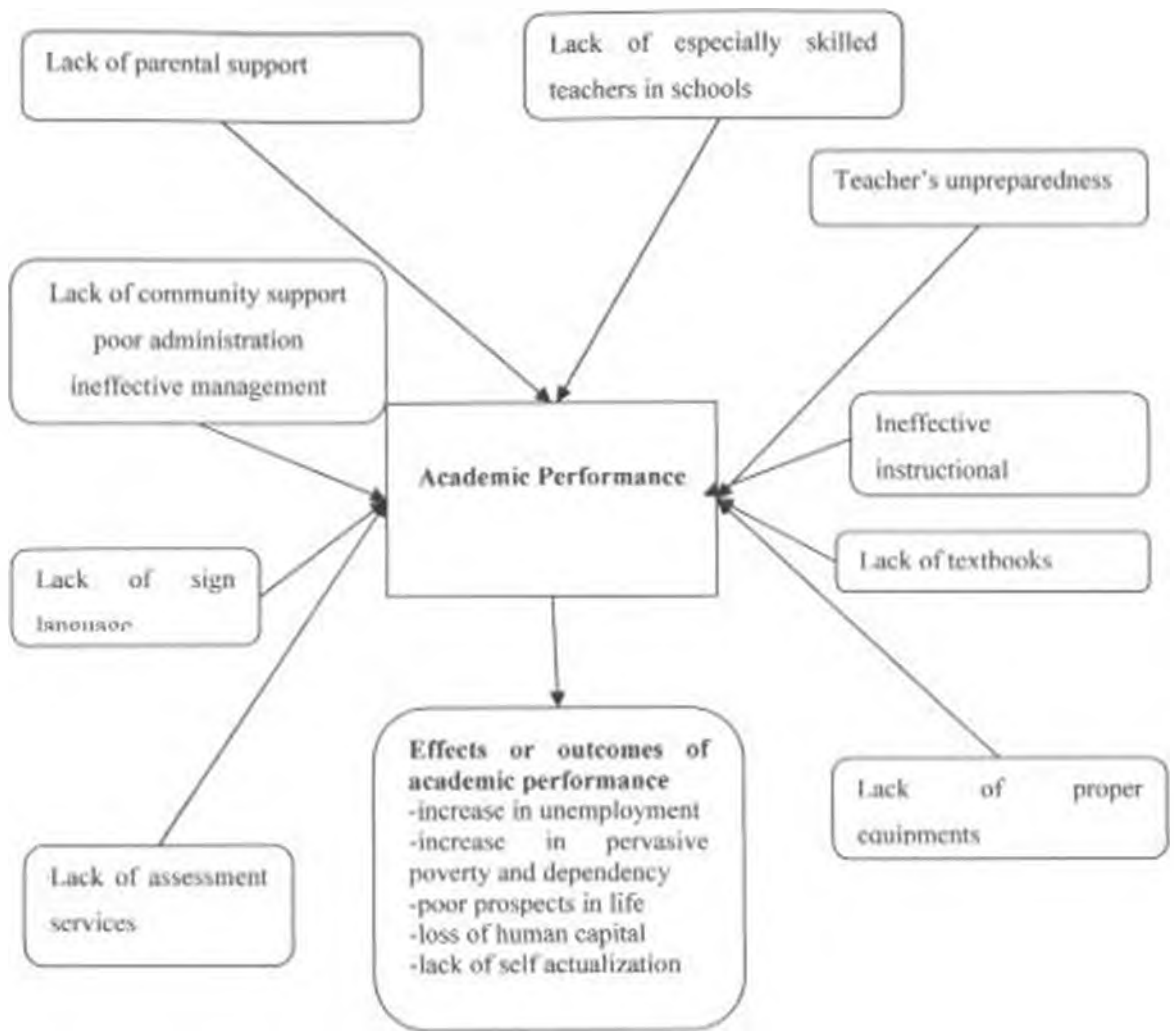 Lack of parental support
Lack of especially skilled
teachers in schools
Teacher's unpreparedness
Lack of community support
poor administration
ineffective management
Academic Performance
Ineffective
instructional
Lack of textbooks
Lack of sign
language
Effects or outcomes of
academic performance
-increase in unemployment
-increase in pervasive
poverty and dependency
-poor prospects in life
-loss of human capital
-lack of self actualization
Lack of proper
equipments
Lack of assessment
services